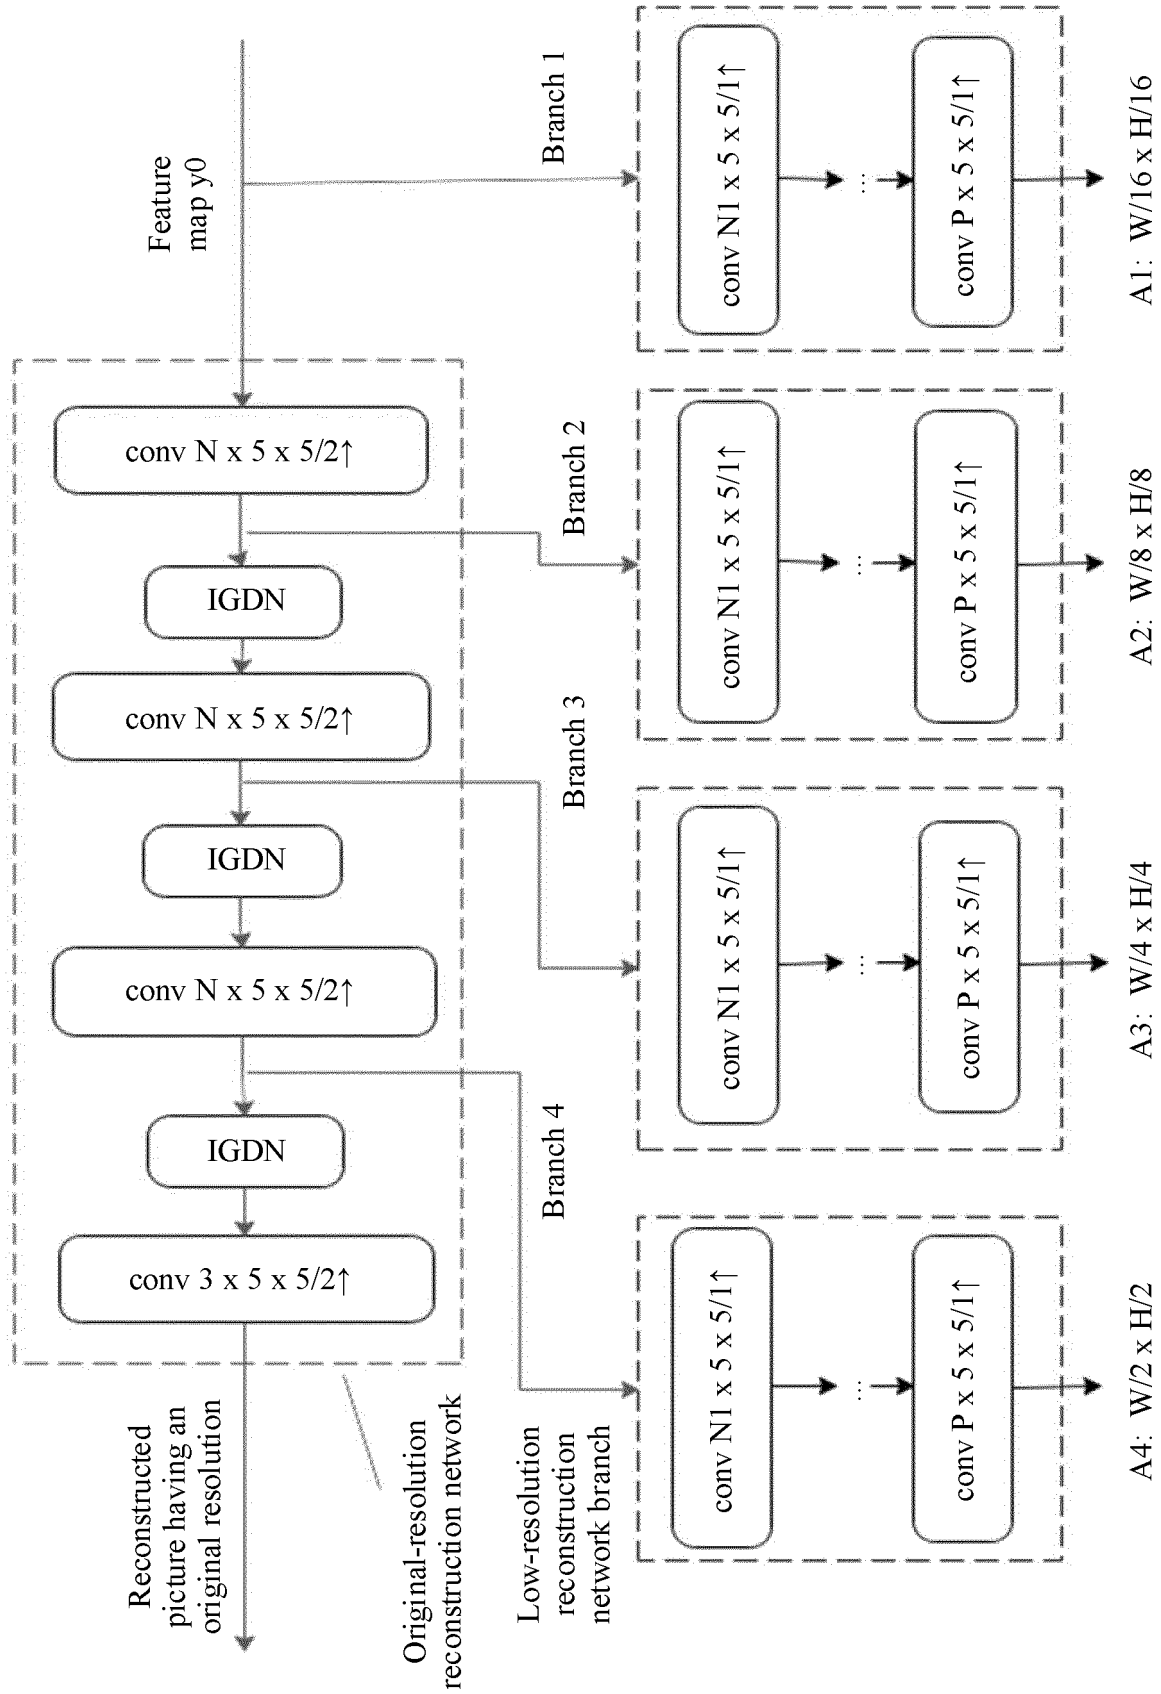 Feature
map y0
conv N x 5 x 5/2↑
IGDN
conv N x 5 x 5/2↑
IGDN
conv N x 5 x 5/2↑
IGDN
conv 3 x 5 x 5/2↑
Reconstructed
picture having an
original resolution
Original-resolution
reconstruction network
Low-resolution
reconstruction
network branch
Branch 1
conv N1 x 5 x 5/1↑
...
conv P x 5 x 5/1↑
A1: W/16 x H/16
Branch 2
conv N1 x 5 x 5/1↑
...
conv P x 5 x 5/1↑
A2: W/8 x H/8
Branch 3
conv N1 x 5 x 5/1↑
...
conv P x 5 x 5/1↑
A3: W/4 x H/4
Branch 4
conv N1 x 5 x 5/1↑
...
conv P x 5 x 5/1↑
A4: W/2 x H/2